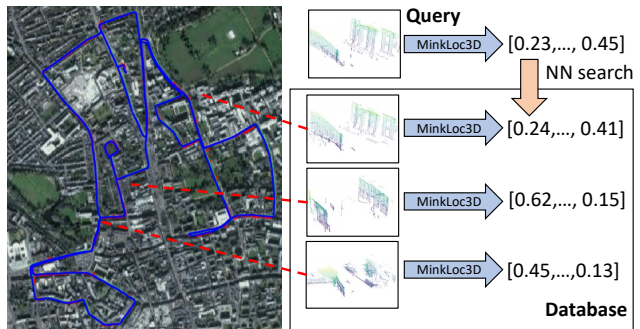 Query
MinkLoc3D
[0.23,..., 0.45]
NN search
MinkLoc3D
[0.24,..., 0.41]
MinkLoc3D
[0.62,..., 0.15]
MinkLoc3D
[0.45,...,0.13]
Database